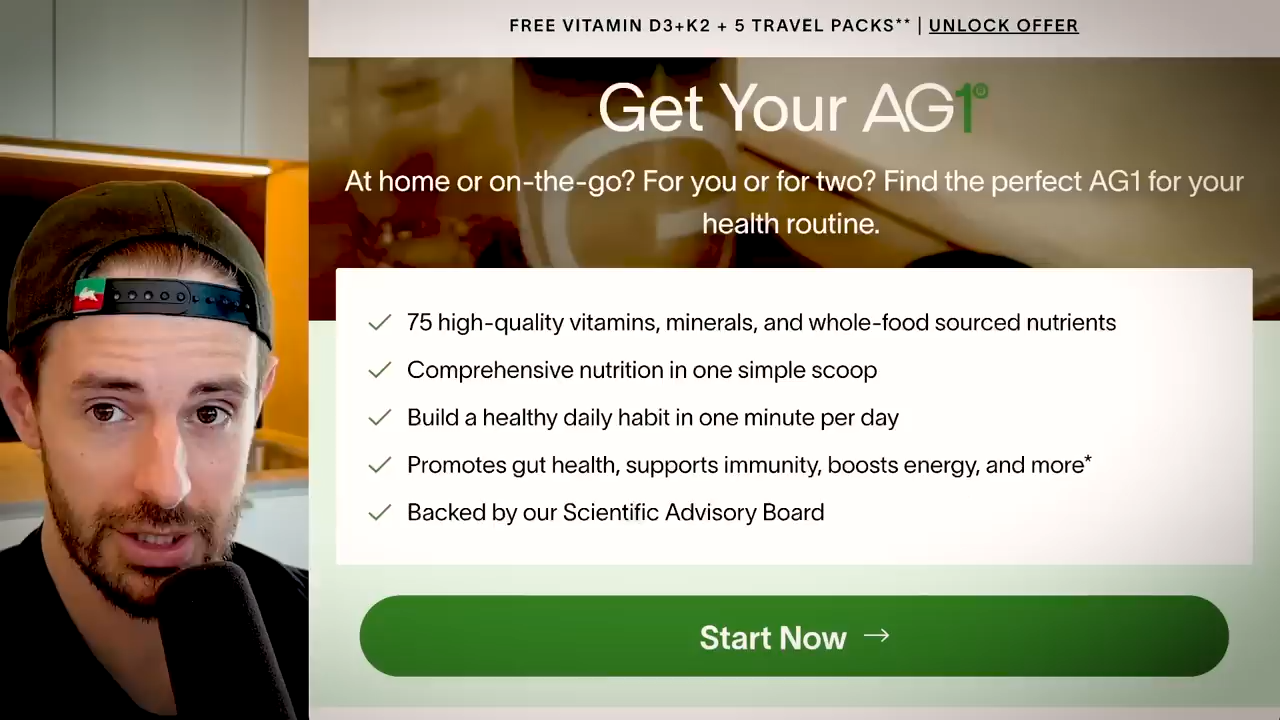 FREE VITAMIN D3+K2 + 5 TRAVEL PACKS** | UNLOCK OFFER
Get Your AG1®
At home or on-the-go? For you or for two? Find the perfect AG1 for your
health routine.
75 high-quality vitamins, minerals, and whole-food sourced nutrients
Comprehensive nutrition in one simple scoop
Build a healthy daily habit in one minute per day
Promotes gut health, supports immunity, boosts energy, and more*
Backed by our Scientific Advisory Board
Start Now →